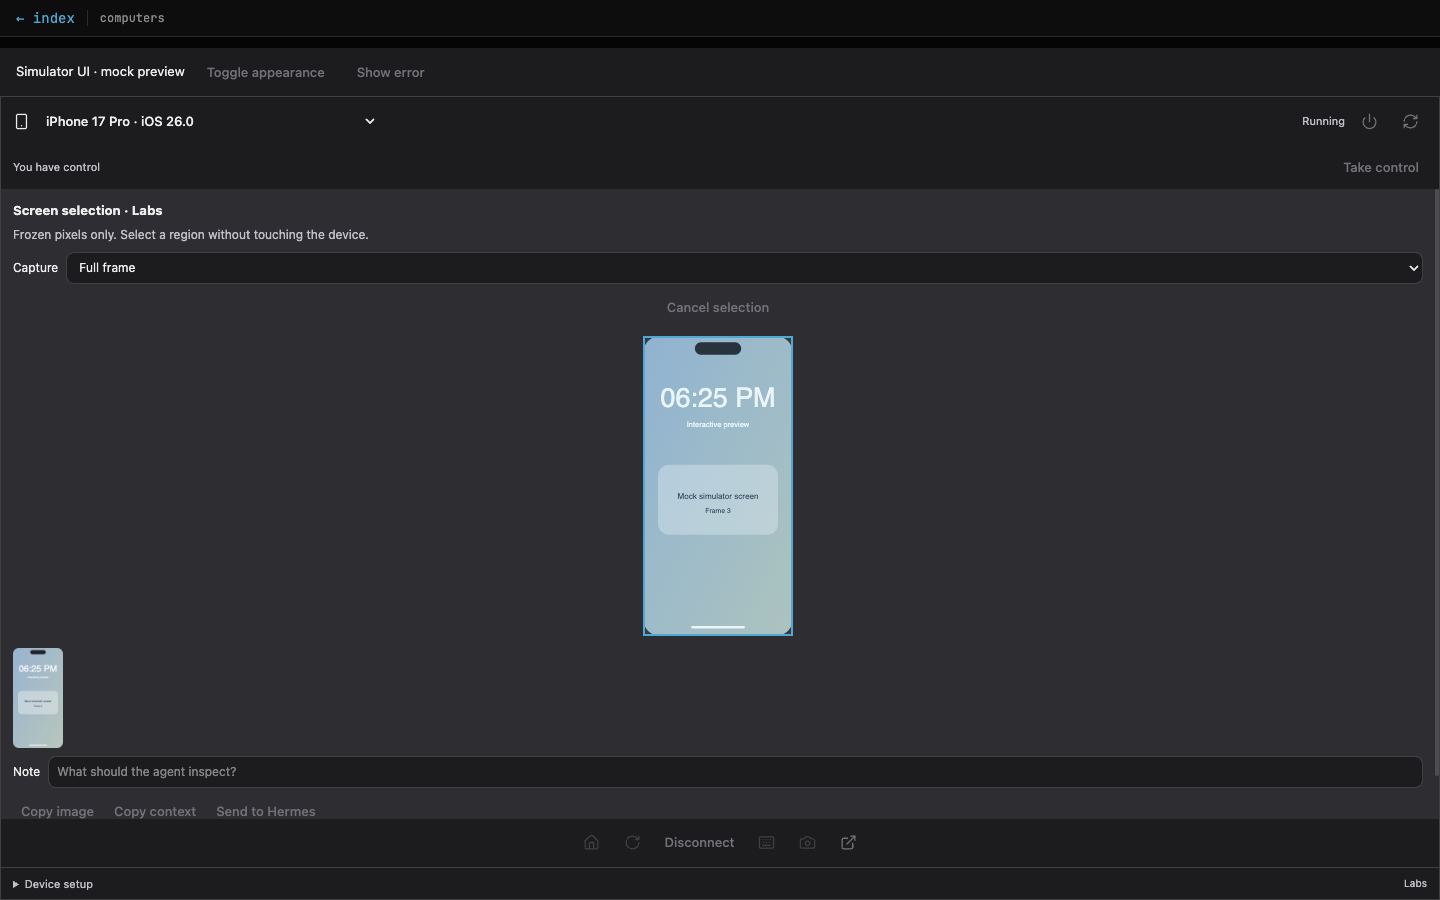 ← index computers
Simulator UI · mock preview Toggle appearance Show error
iPhone 17 Pro · iOS 26.0 Running
You have control Take control
Screen selection · Labs
Frozen pixels only. Select a region without touching the device.
Capture Full frame
Cancel selection
06:25 PM
Interactive preview
Mock simulator screen
Frame 3
06:25 PM
Note What should the agent inspect?
Copy image Copy context Send to Hermes
Disconnect
Device setup Labs